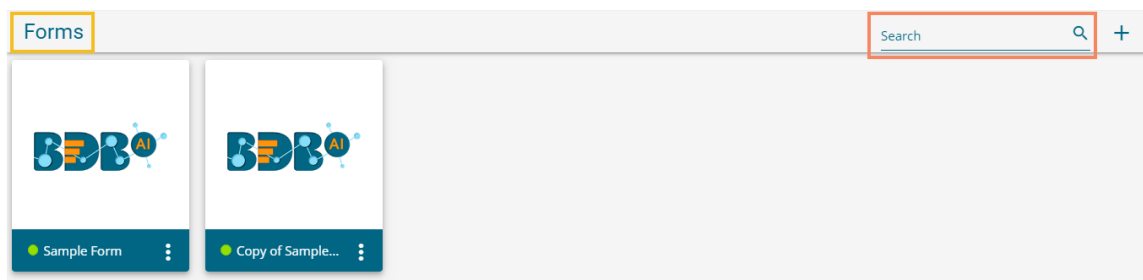 Forms
Search
BDB AI
BDB AI
Sample Form
Copy of Sample...